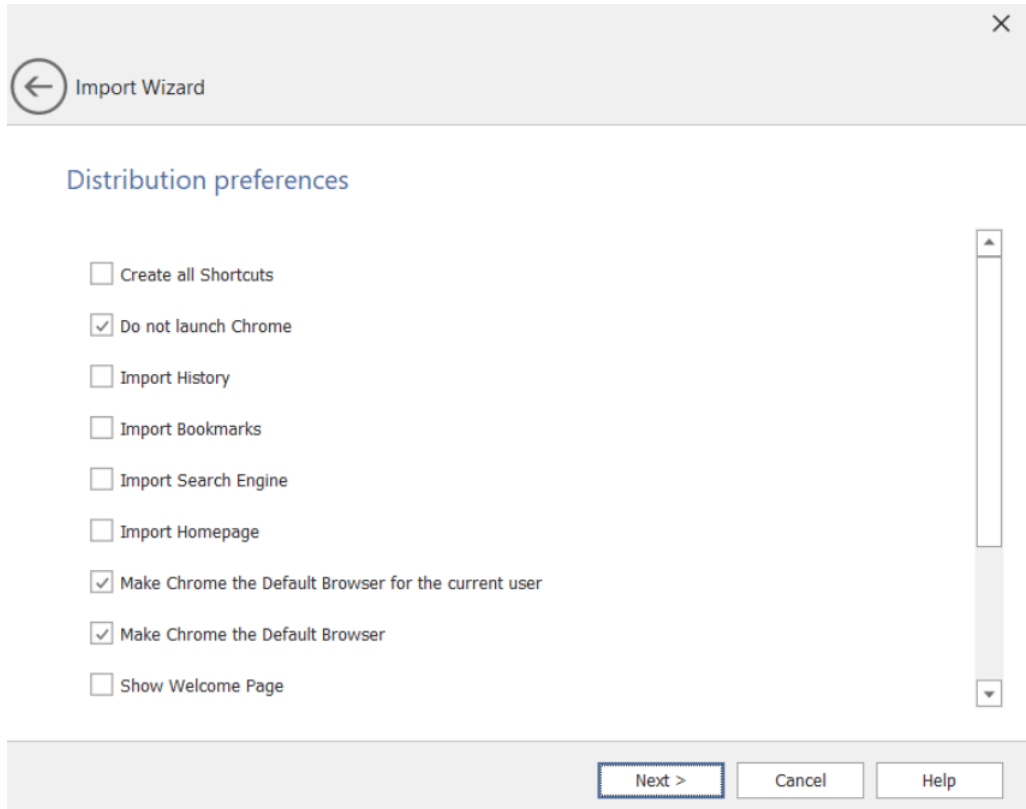 Import Wizard
Distribution preferences
Create all Shortcuts
Do not launch Chrome
Import History
Import Bookmarks
Import Search Engine
Import Homepage
Make Chrome the Default Browser for the current user
Make Chrome the Default Browser
Show Welcome Page
Next > Cancel Help